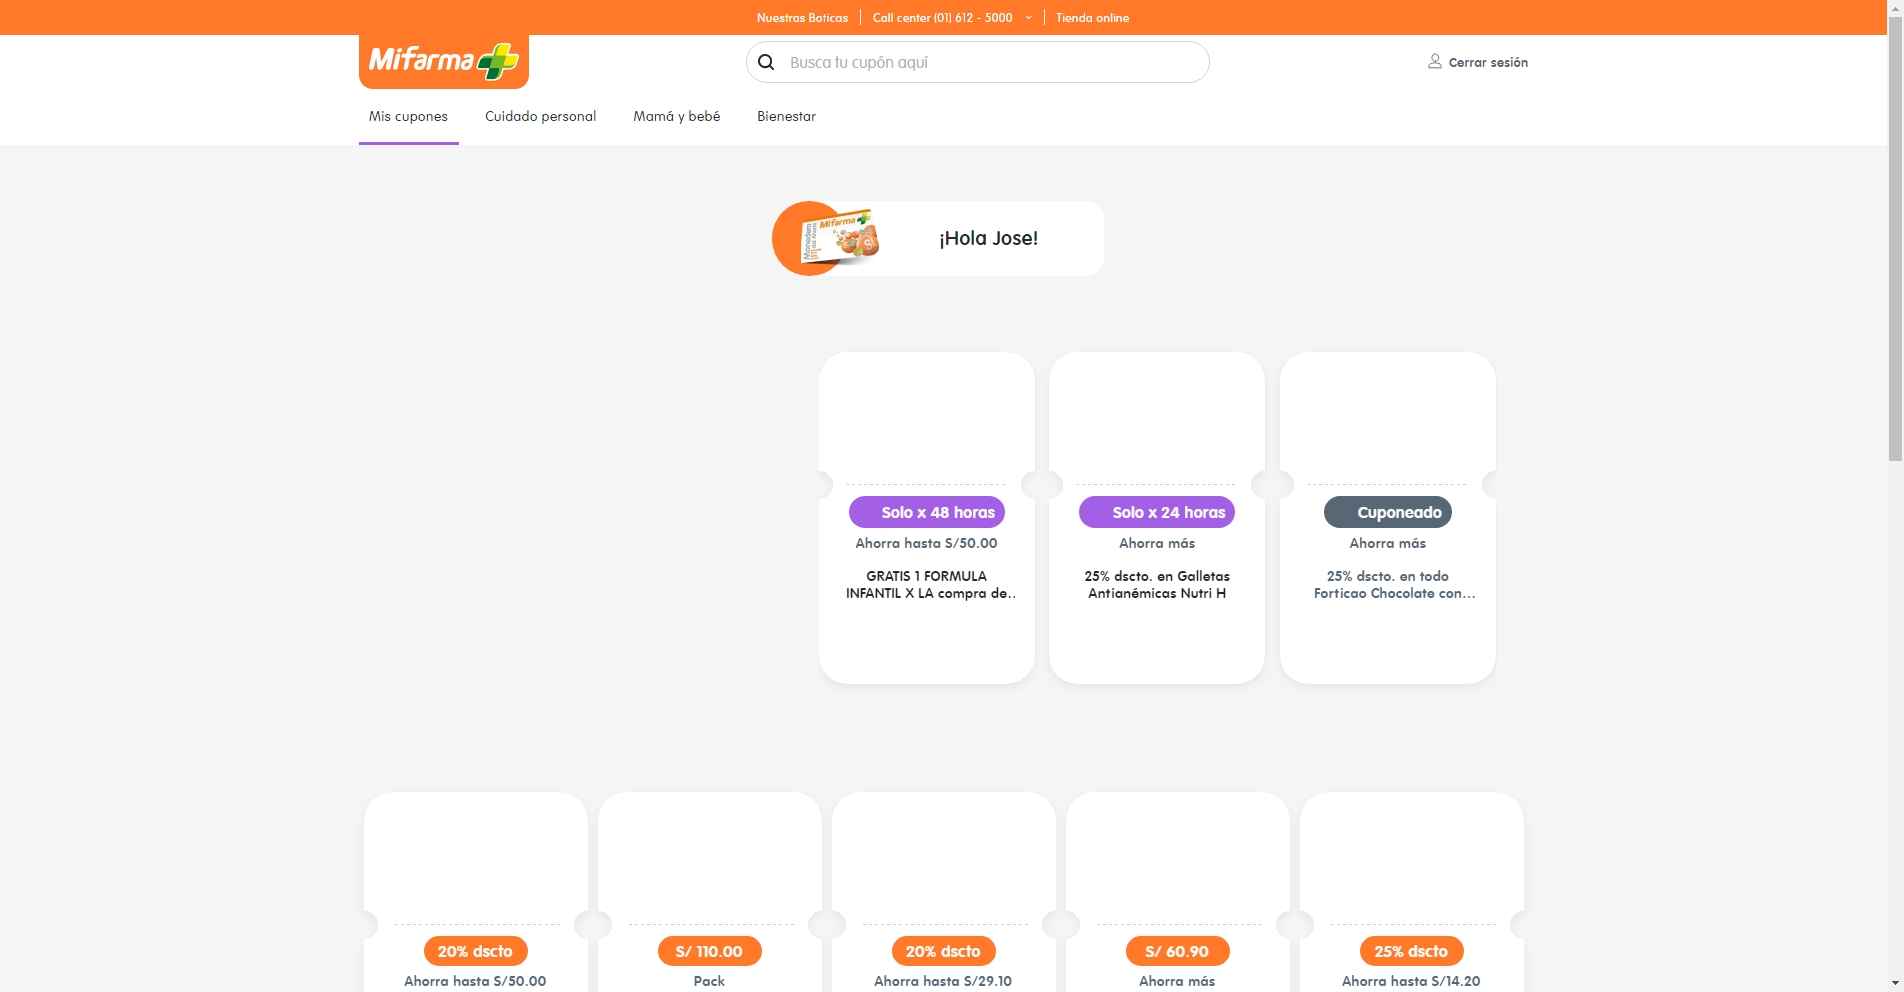 Nuestras Boticas
Call center (01) 612 - 5000
Tienda online
Mifarma
Busca tu cupón aquí
Cerrar sesión
Mis cupones
Cuidado personal
Mamá y bebé
Bienestar
Mifarma
Monedero
del Ahorro
¡Hola Jose!
Solo x 48 horas
Ahorra hasta S/50.00
GRATIS 1 FORMULA
INFANTIL X LA compra de..
Solo x 24 horas
Ahorra más
25% dscto. en Galletas
Antianémicas Nutri H
Cuponeado
Ahorra más
25% dscto. en todo
Forticao Chocolate con...
20% dscto
Ahorra hasta S/50.00
S/ 110.00
Pack
20% dscto
Ahorra hasta S/29.10
S/ 60.90
Ahorra más
25% dscto
Ahorra hasta S/14.20